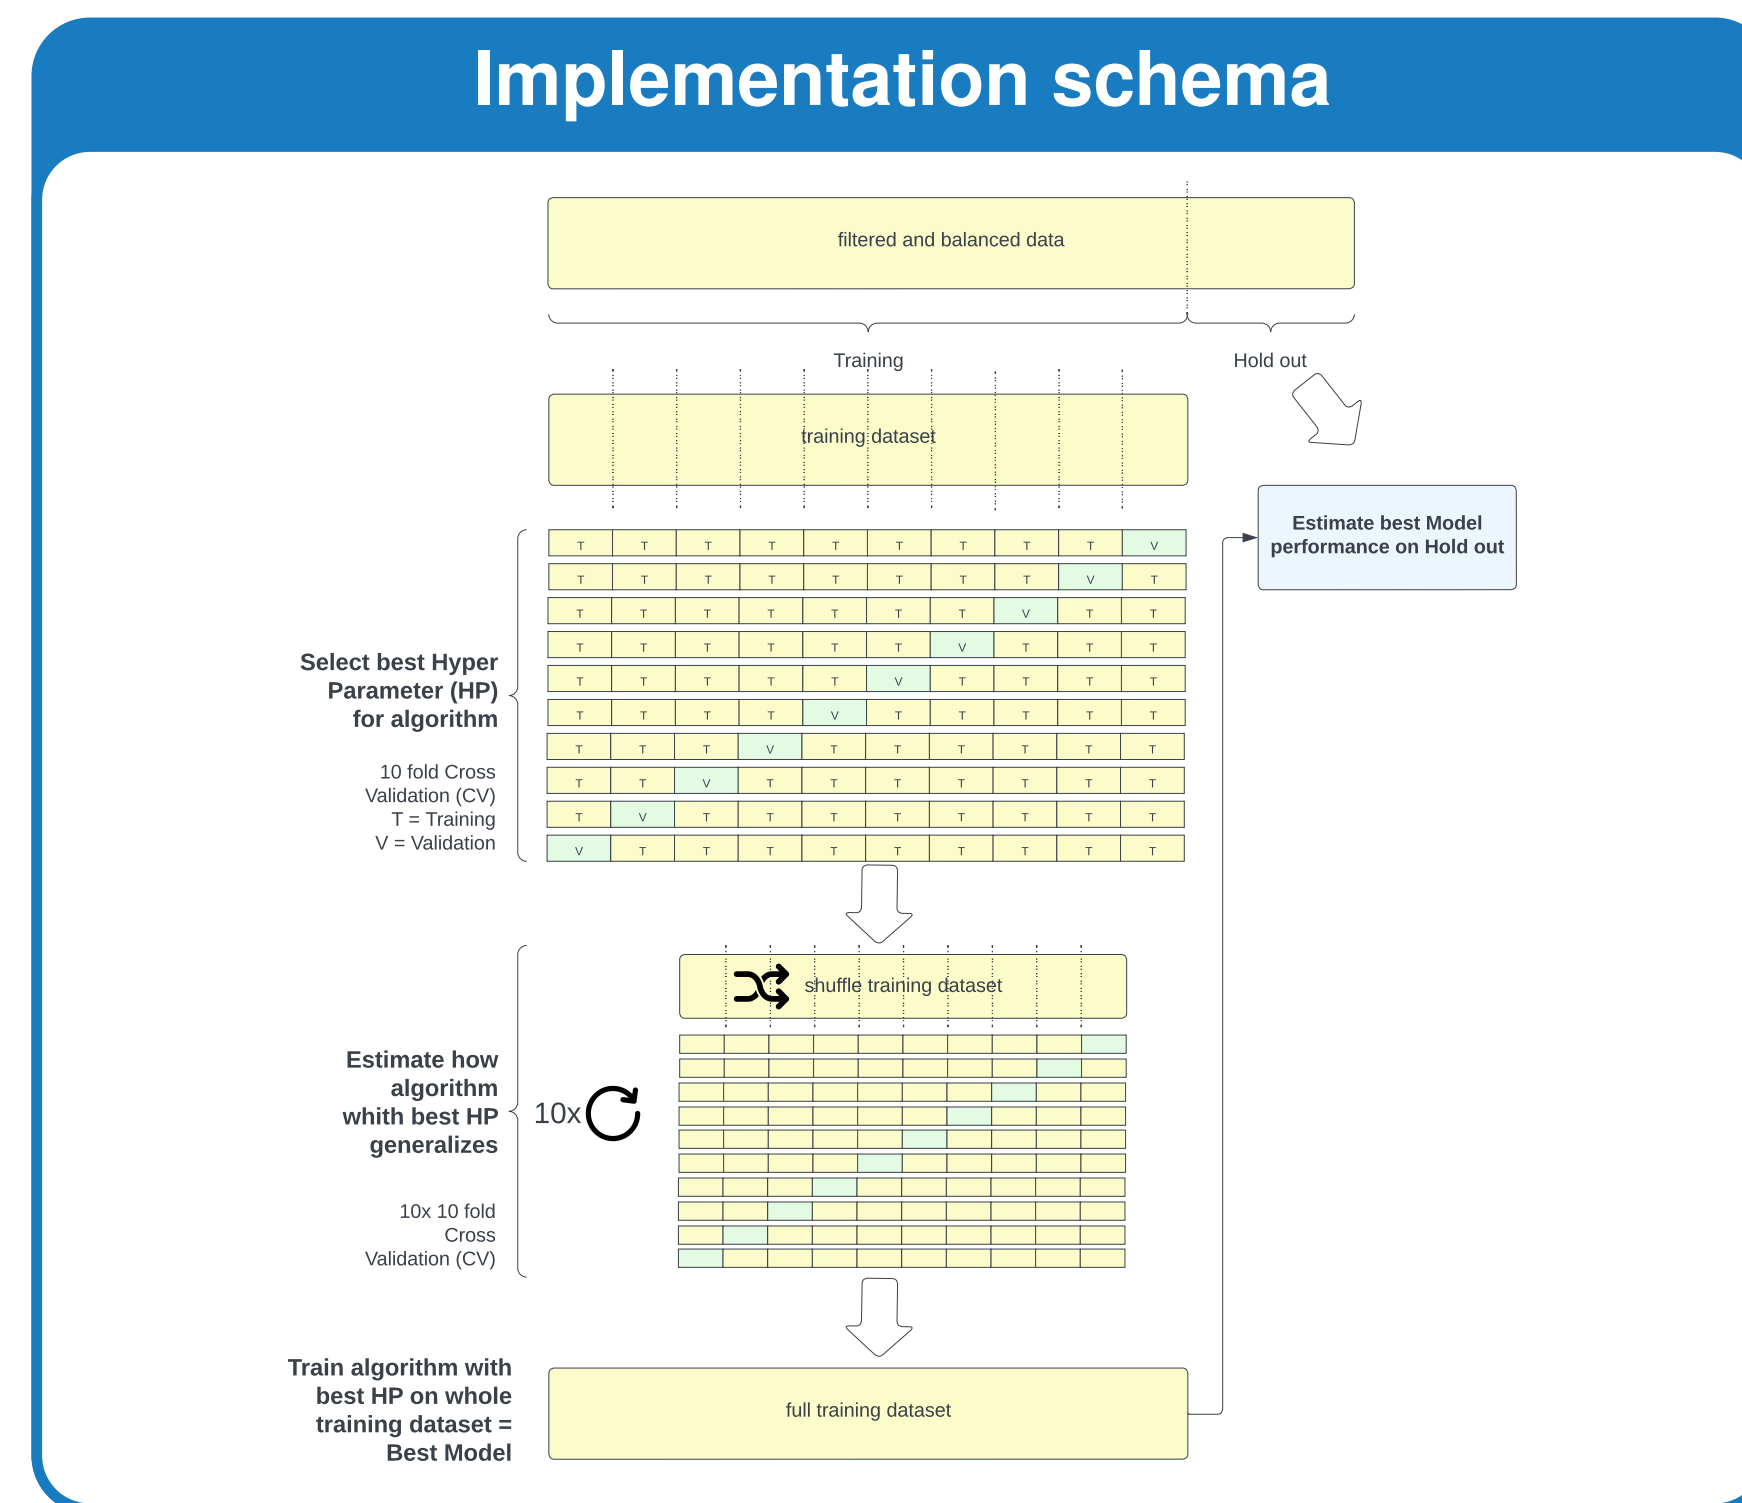 Implementation schema
filtered and balanced data
Training
Hold out
training dataset
Estimate best Model
performance on Hold out
T T T T T T T T T V
T T T T T T T T V T
T T T T T T T V T T
T T T T T T V T T T
T T T T T V T T T T
T T T T V T T T T T
T T T V T T T T T T
T T V T T T T T T T
T V T T T T T T T T
V T T T T T T T T T
Select best Hyper
Parameter (HP)
for algorithm
10 fold Cross
Validation (CV)
T = Training
V = Validation
shuffle training dataset
Estimate how
algorithm
whith best HP
generalizes
10x
10x 10 fold
Cross
Validation (CV)
Train algorithm with
best HP on whole
training dataset =
Best Model
full training dataset